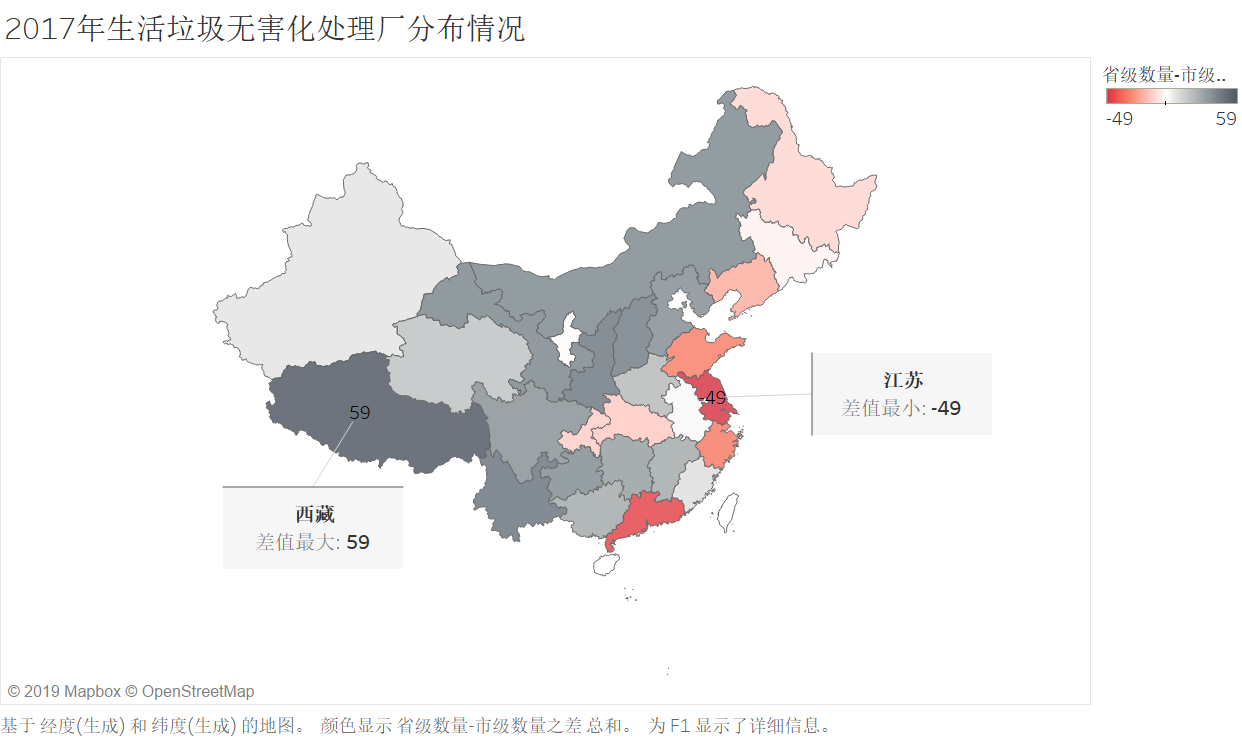 2017年生活垃圾无害化处理厂分布情况
省级数量-市级..
-49 59
-49
江苏
差值最小: -49
59
西藏
差值最大: 59
© 2019 Mapbox © OpenStreetMap
基于 经度(生成) 和 纬度(生成) 的地图。 颜色显示 省级数量-市级数量之差 总和。 为 F1 显示了详细信息。